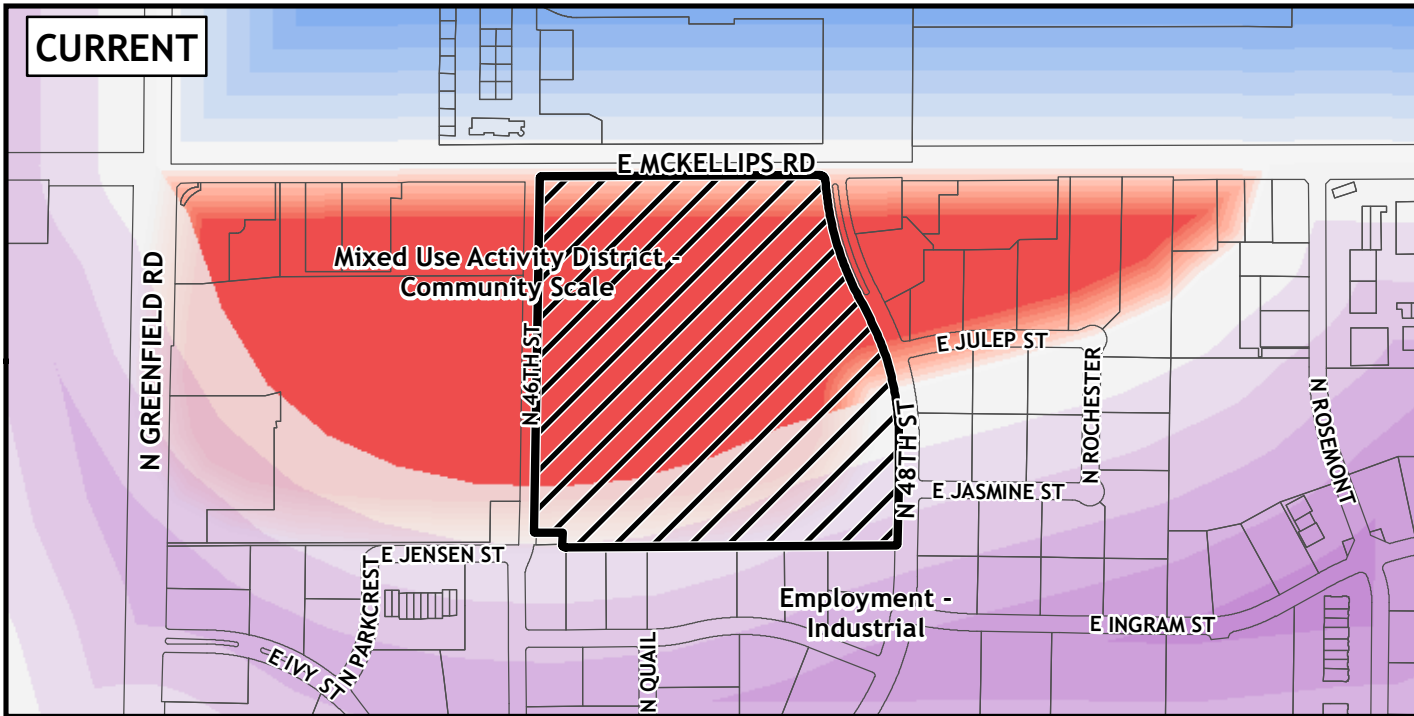 CURRENT
E MCKELLIPS RD
Mixed Use Activity District -
Community Scale
N GREENFIELD RD
N 46TH ST
E JULEP ST
N ROCHESTER
N ROSEMONT
N 48TH ST
E JASMINE ST
E JENSEN ST
N PARKCREST
Employment -
Industrial
E INGRAM ST
E IVY ST
N QUAIL